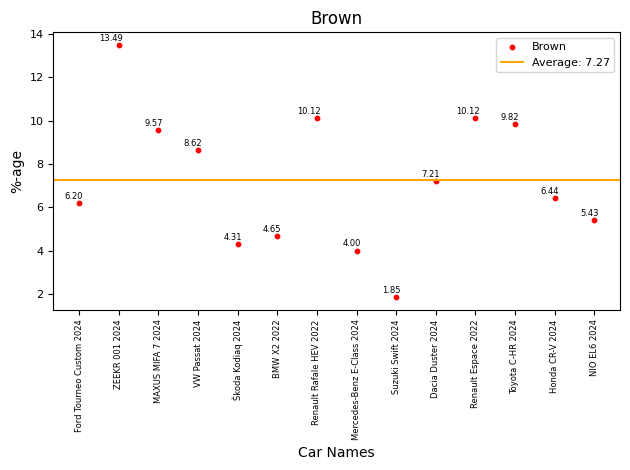 Brown
14
12
10
8
6
4
2
%-age
6.20
13.49
9.57
8.62
4.31
4.65
10.12
4.00
1.85
7.21
10.12
9.82
6.44
5.43
Brown
Average: 7.27
Ford Tourneo Custom 2024
ZEEKR 001 2024
MAXUS MIFA 7 2024
VW Passat 2024
Škoda Kodiaq 2024
BMW X2 2022
Renault Rafale HEV 2022
Mercedes-Benz E-Class 2024
Suzuki Swift 2024
Dacia Duster 2024
Renault Espace 2022
Toyota C-HR 2024
Honda CR-V 2024
NIO EL6 2024
Car Names